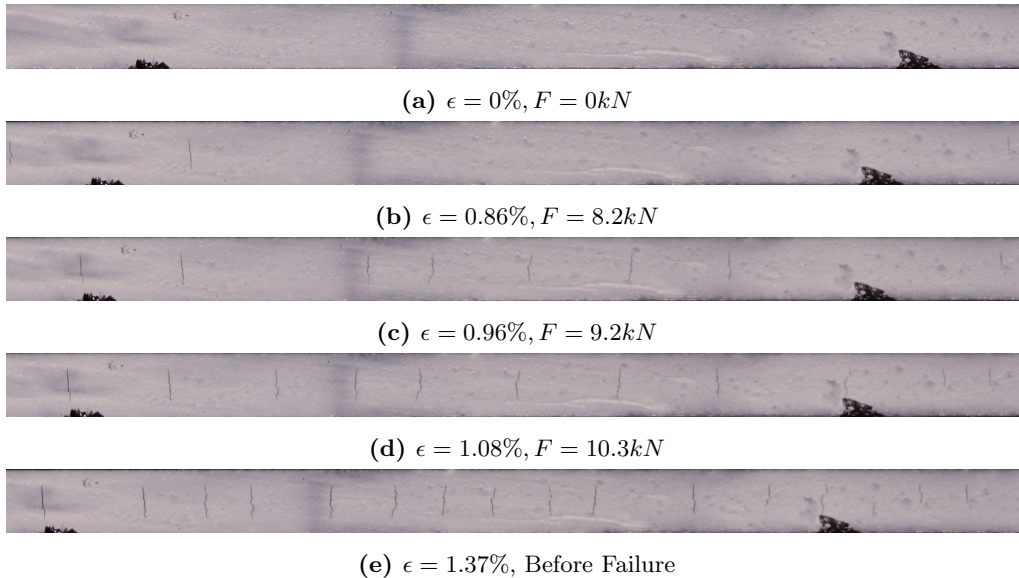 (a) ϵ = 0%, F = 0kN
(b) ϵ = 0.86%, F = 8.2kN
(c) ϵ = 0.96%, F = 9.2kN
(d) ϵ = 1.08%, F = 10.3kN
(e) ϵ = 1.37%, Before Failure